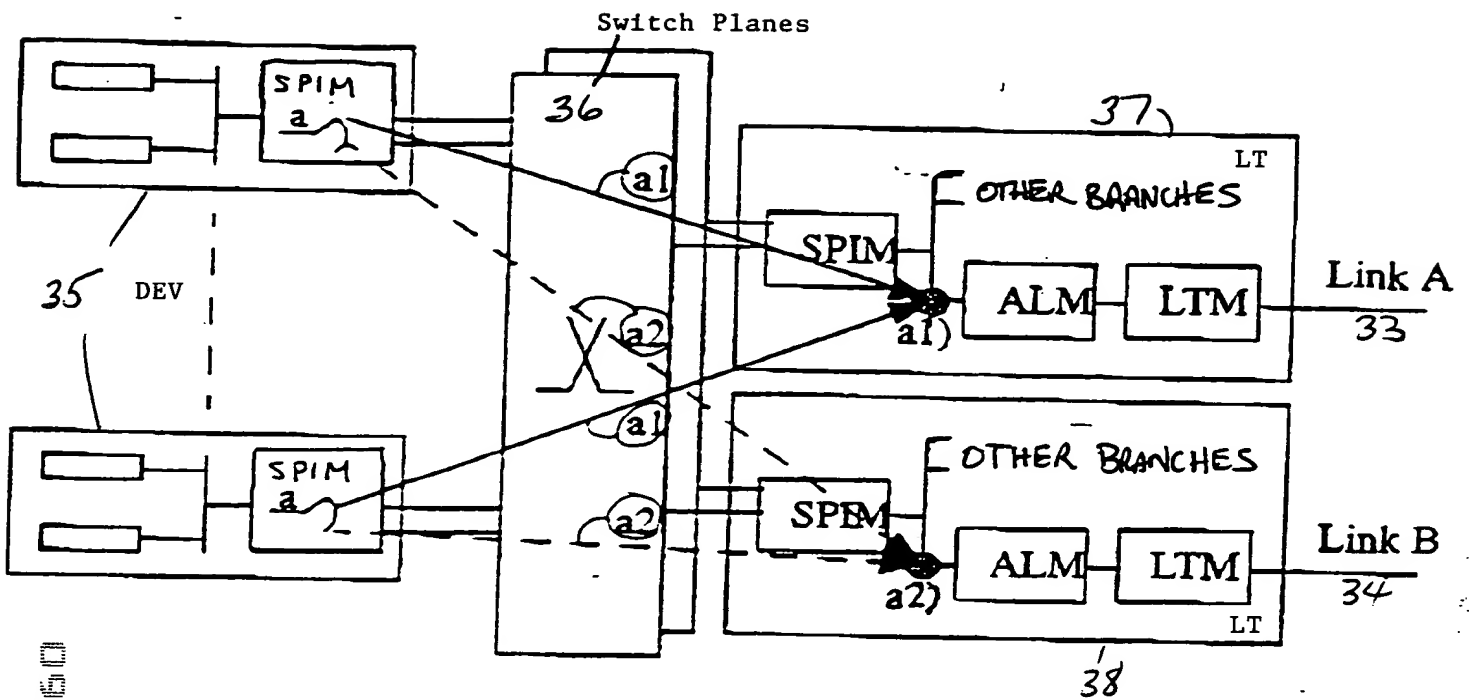 Switch Planes
SPIM
a
36
37
LT
a1
OTHER BRANCHES
SPIM
ALM
LTM
Link A
33
a1)
35
DEV
a2
a1
SPIM
a
a2
OTHER BRANCHES
SPIM
ALM
LTM
Link B
34
a2)
LT
38